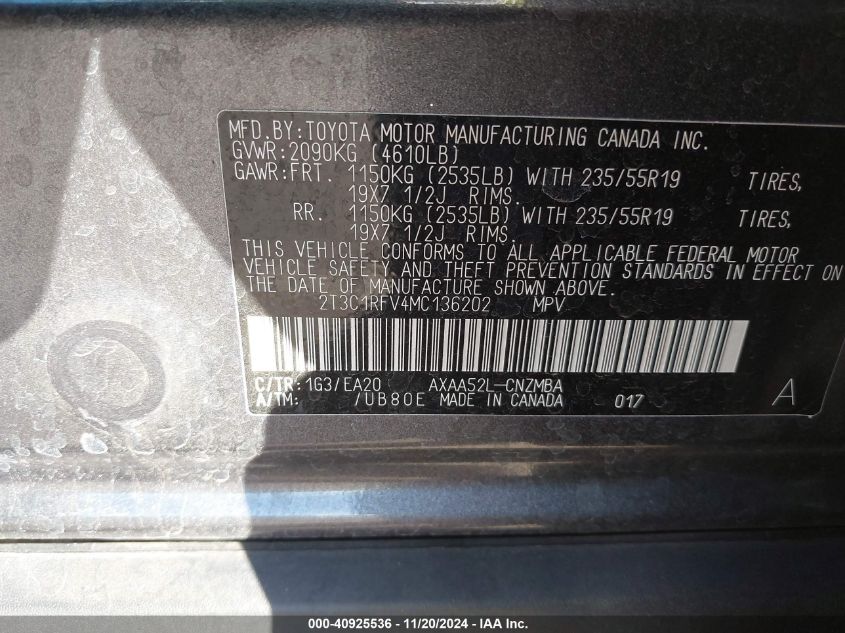 MFD.BY:TOYOTA MOTOR MANUFACTURING CANADA INC.
GVWR:2090KG (4610LB)
GAWR:FRT. 1150KG (2535LB) WITH 235/55R19 TIRES,
19X7 1/2J RIMS.
RR. 1150KG (2535LB) WITH 235/55R19 TIRES,
19X7 1/2J RIMS.
THIS VEHICLE CONFORMS TO ALL APPLICABLE FEDERAL MOTOR
VEHICLE SAFETY AND THEFT PREVENTION STANDARDS IN EFFECT ON
THE DATE OF MANUFACTURE SHOWN ABOVE.
2T3C1RFV4MC136202 MPV
C/TR:1G3/EA20 AXAA52L-CNZMBA
A/TM: /UB80E MADE IN CANADA 017 A
000-40925536 - 11/20/2024 - IAA Inc.